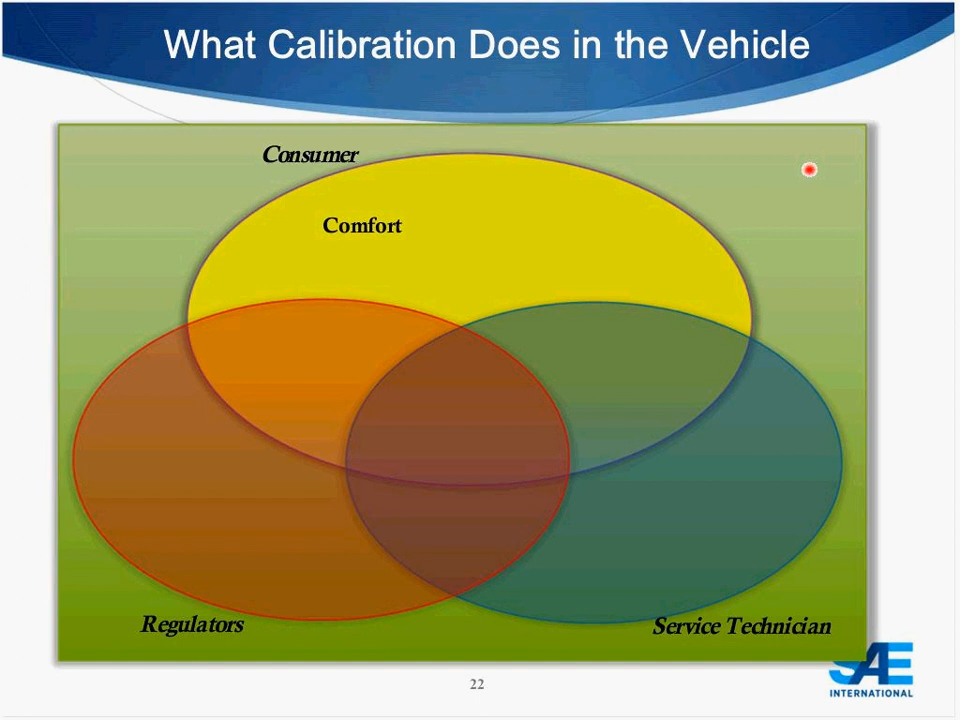 What Calibration Does in the Vehicle
Consumer
Comfort
Regulators
Service Technician
22
SAE
INTERNATIONAL